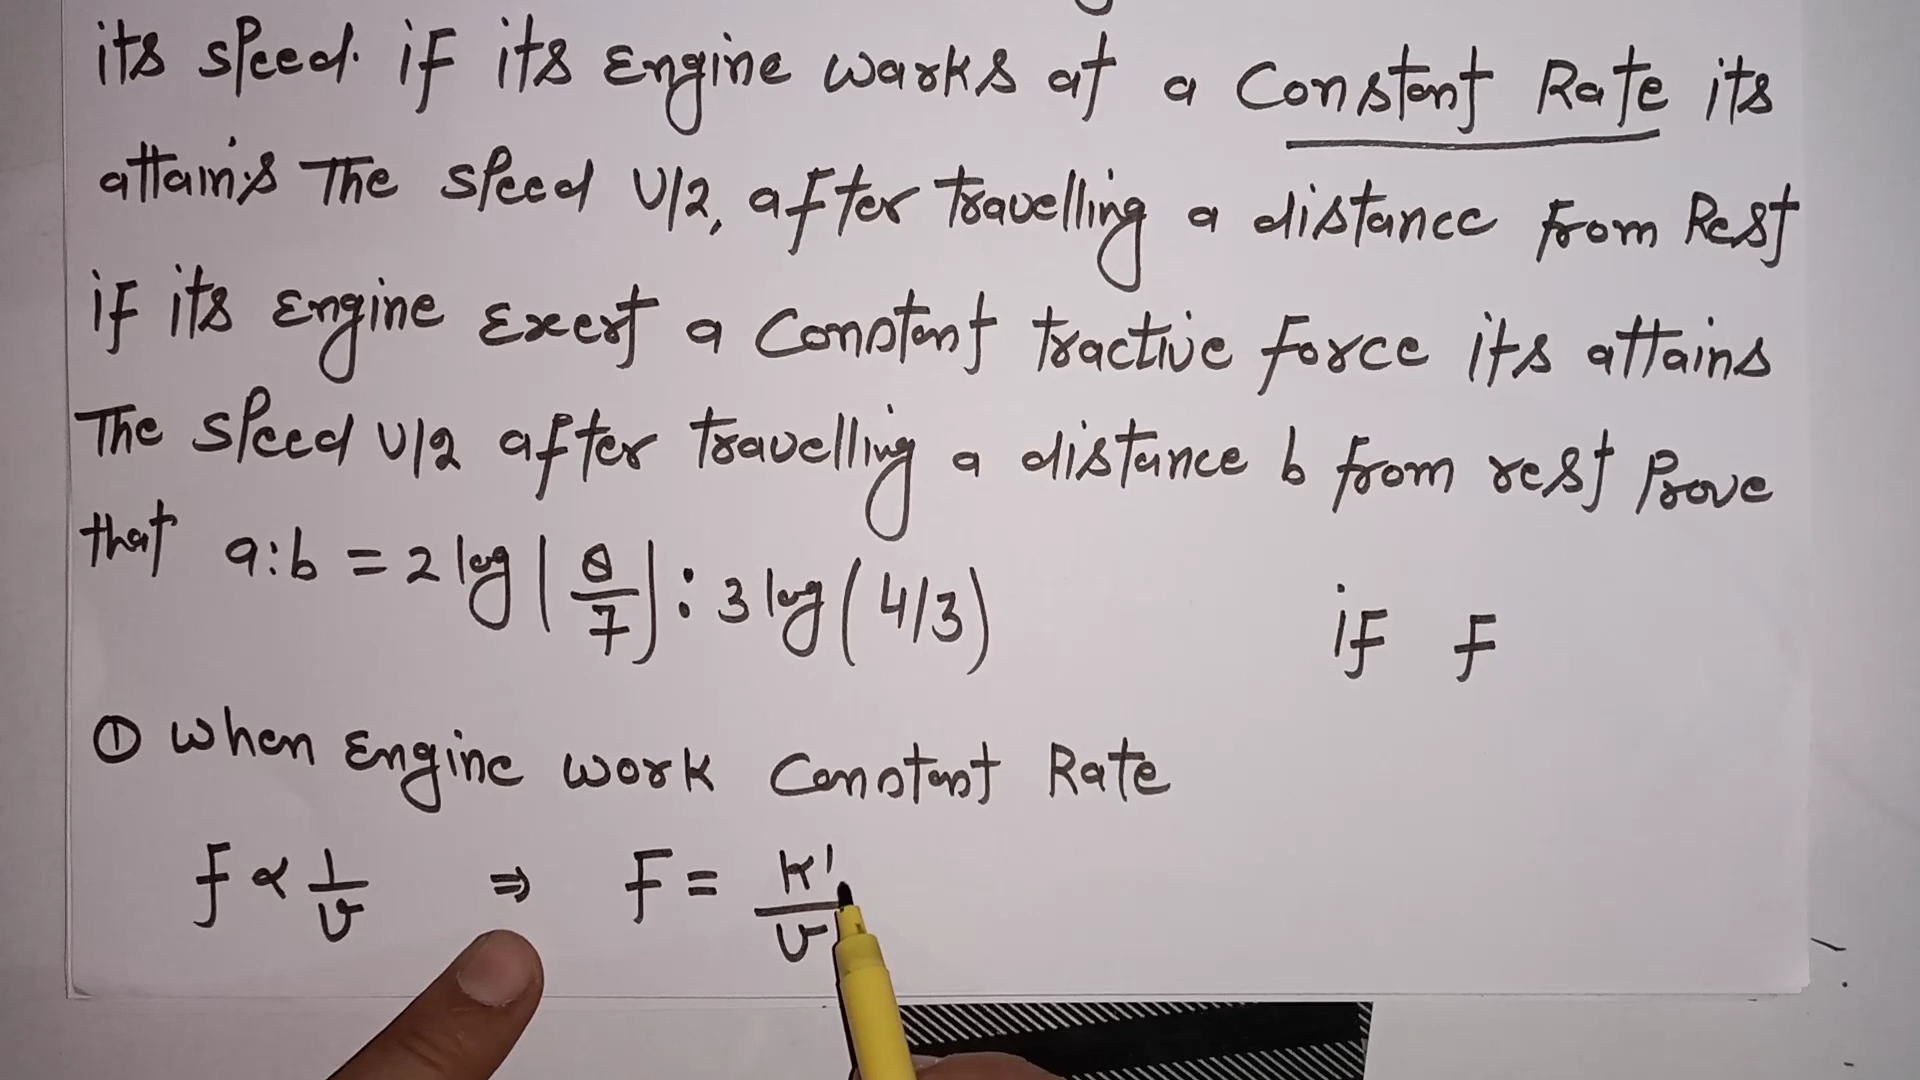 its speed. if its Engine works at a Constant Rate its
attains The speed U/2, after travelling a distance from Rest
if its Engine Exert a Constant tractive force its attains
The speed U/2 after travelling a distance b from rest Prove
that a:b = 2 log(8/7) : 3 log(4/3)
if F
① When Engine work Constant Rate
F ∝ 1/v ⇒ F = K'/v